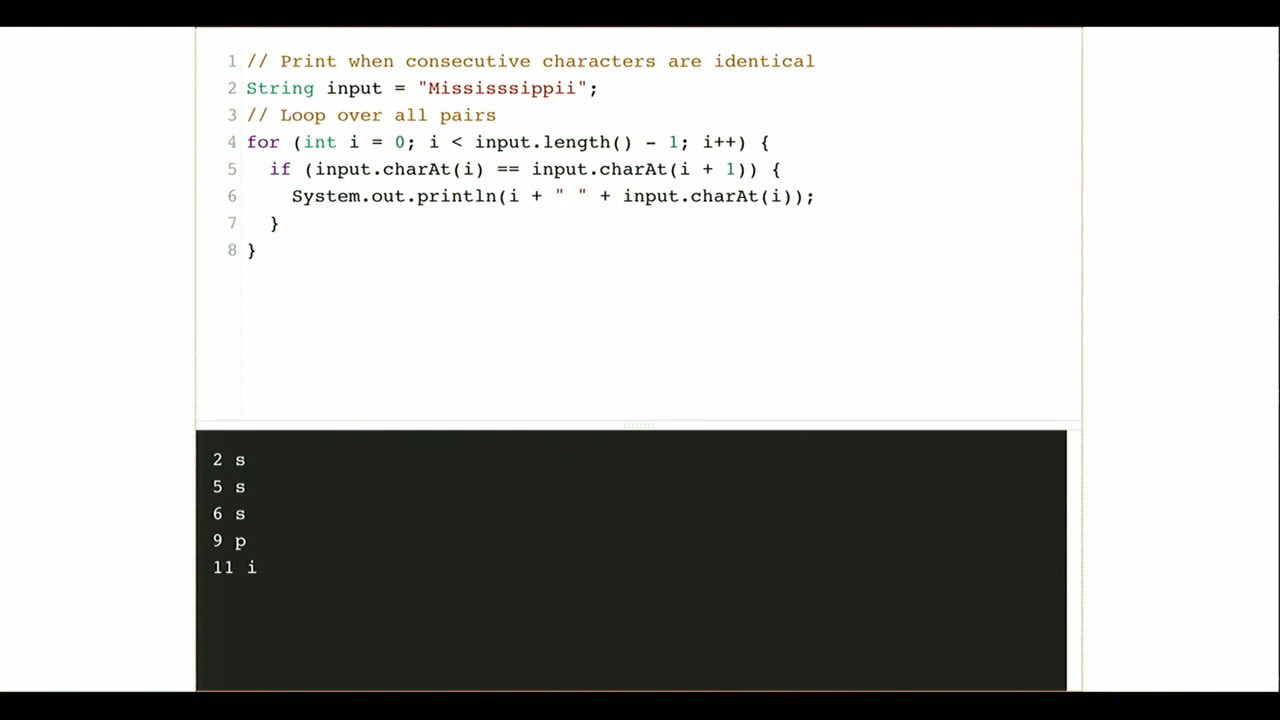 1 // Print when consecutive characters are identical
2 String input = "Mississsippii";
3 // Loop over all pairs
4 for (int i = 0; i < input.length() - 1; i++) {
5   if (input.charAt(i) == input.charAt(i + 1)) {
6     System.out.println(i + " " + input.charAt(i));
7   }
8 }
2 s
5 s
6 s
9 p
11 i